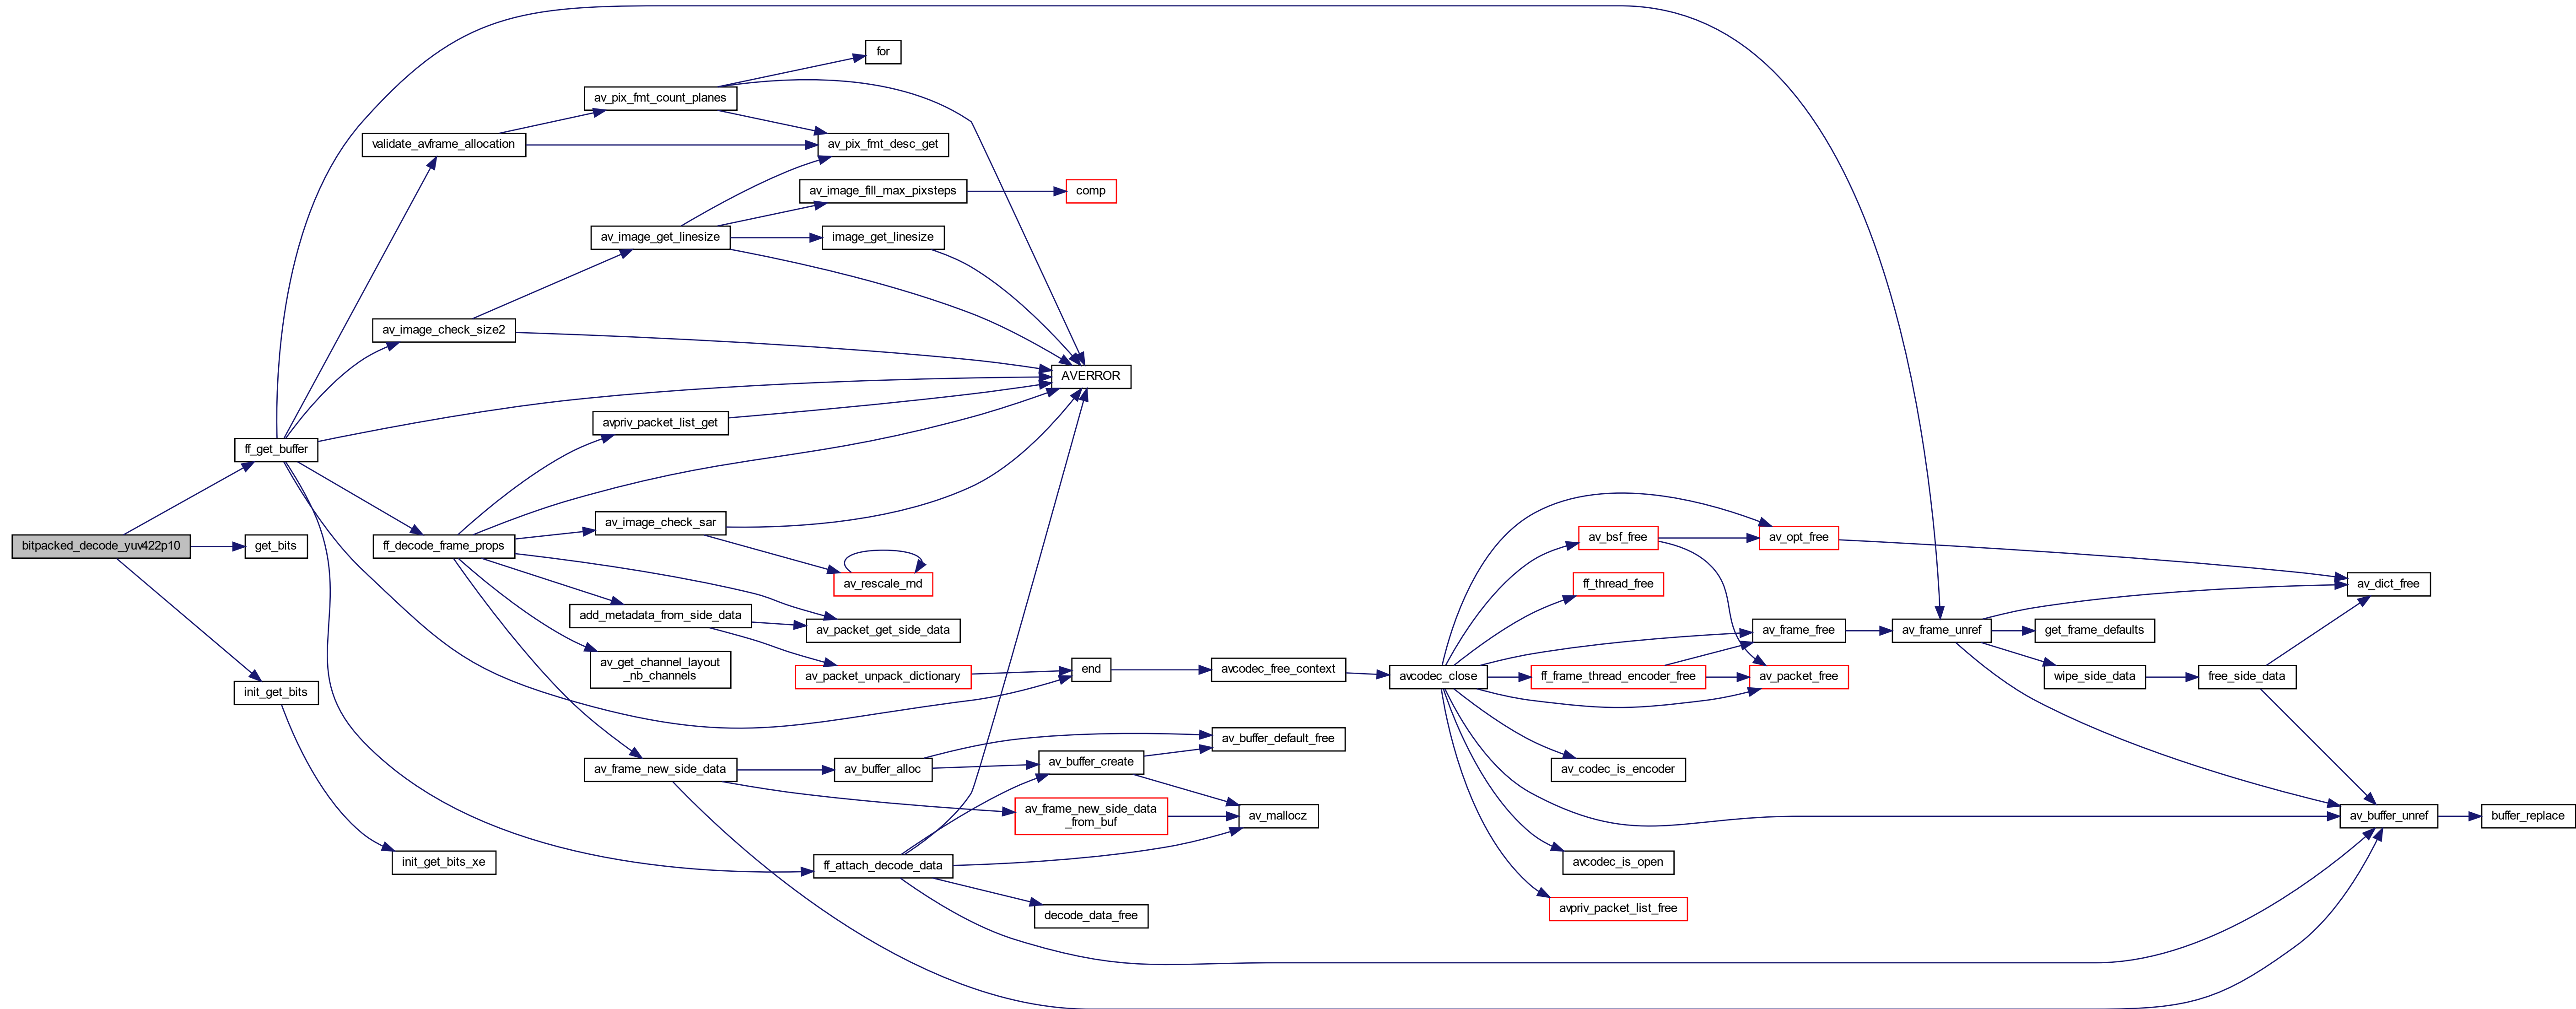 for
av_pix_fmt_count_planes
validate_avframe_allocation
av_pix_fmt_desc_get
av_image_fill_max_pixsteps
comp
av_image_get_linesize
image_get_linesize
av_image_check_size2
AVERROR
avpriv_packet_list_get
ff_get_buffer
av_image_check_sar
av_bsf_free
av_opt_free
bitpacked_decode_yuv422p10
get_bits
ff_decode_frame_props
av_rescale_rnd
ff_thread_free
av_dict_free
add_metadata_from_side_data
av_packet_get_side_data
av_frame_free
av_frame_unref
get_frame_defaults
av_get_channel_layout
_nb_channels
av_packet_unpack_dictionary
end
avcodec_free_context
avcodec_close
ff_frame_thread_encoder_free
av_packet_free
wipe_side_data
free_side_data
init_get_bits
av_buffer_default_free
av_frame_new_side_data
av_buffer_alloc
av_buffer_create
av_codec_is_encoder
av_frame_new_side_data
_from_buf
av_mallocz
av_buffer_unref
buffer_replace
init_get_bits_xe
ff_attach_decode_data
avcodec_is_open
decode_data_free
avpriv_packet_list_free